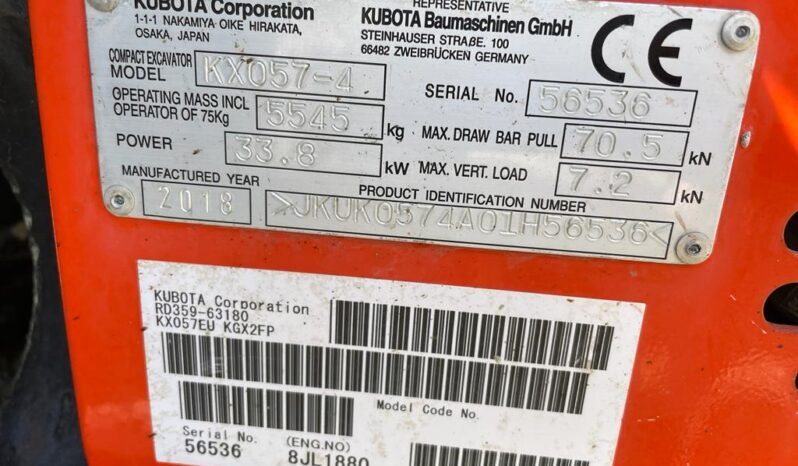 KUBOTA Corporation
1-1-1 NAKAMIYA OIKE HIRAKATA,
OSAKA, JAPAN
REPRESENTATIVE
KUBOTA Baumaschinen GmbH
STEINHAUSER STRAßE. 100
66482 ZWEIBRÜCKEN GERMANY
CE
COMPACT EXCAVATOR
MODEL KX057-4
SERIAL No. 56536
OPERATING MASS INCL
OPERATOR OF 75Kg 5545 kg
MAX. DRAW BAR PULL 70.5 kN
POWER 33.8 kW
MAX. VERT. LOAD 7.2 kN
MANUFACTURED YEAR
2018
PRODUCT IDENTIFICATION NUMBER
>JKUK0574A01H56536<
KUBOTA Corporation
RD359-63180
KX057EU KGX2FP
Model Code No.
Serial No.
56536
(ENG.NO)
8JL1880